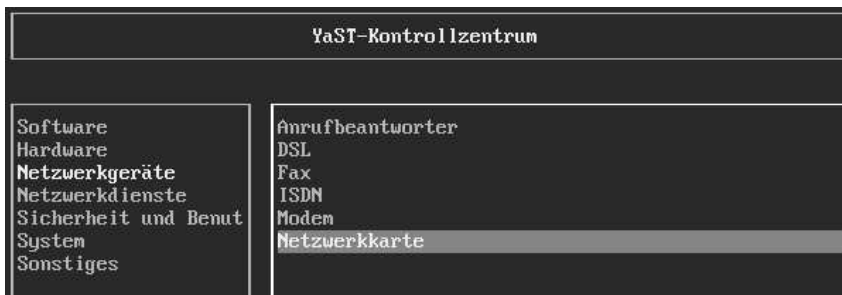 YaST-Kontrollzentrum
Software
Hardware
Netzwerkgeräte
Netzwerkdienste
Sicherheit und Benut
System
Sonstiges
Anrufbeantworter
DSL
Fax
ISDN
Modem
Netzwerkkarte